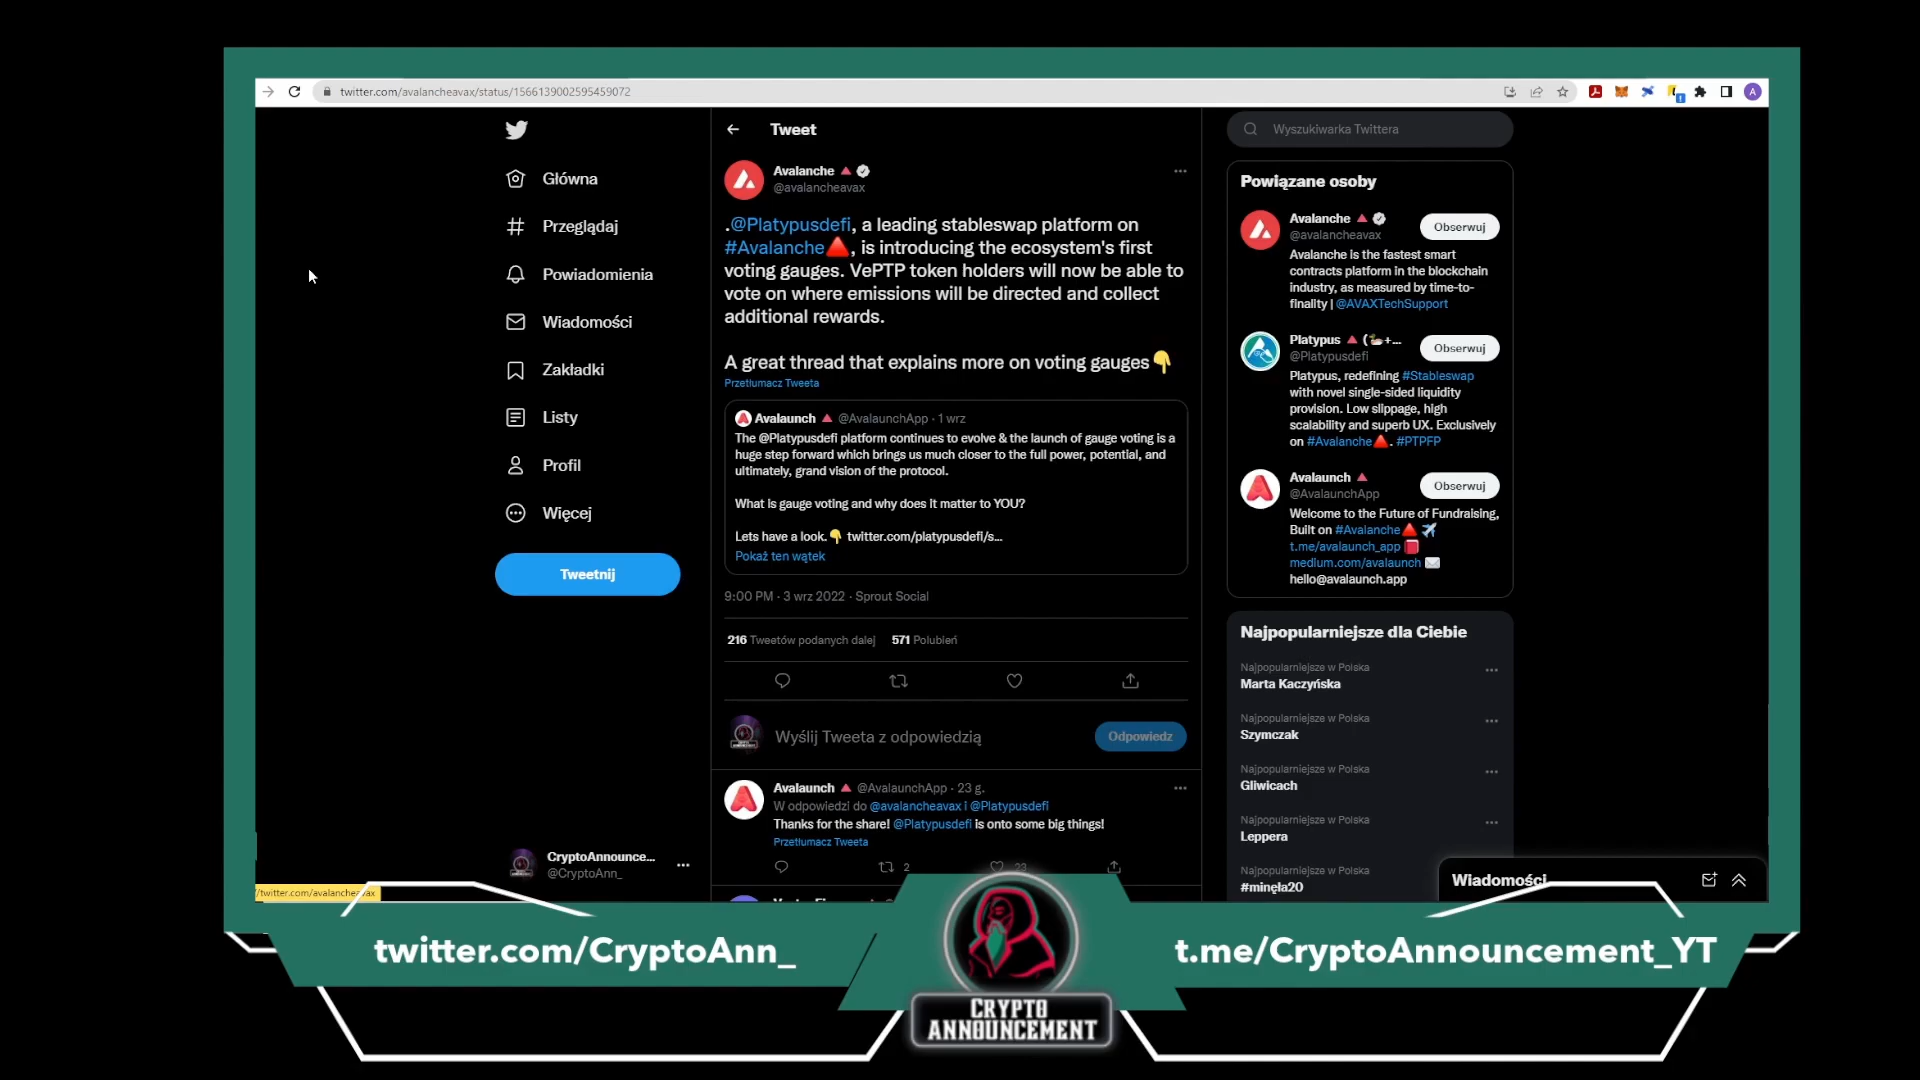 twitter.com/avalancheavax/status/1566139002595459072
Główna
Przeglądaj
Powiadomienia
Wiadomości
Zakładki
Listy
Profil
Więcej
Tweetnij
CryptoAnnounce...
@CryptoAnn_
Tweet
Avalanche
@avalancheavax
.@Platypusdefi, a leading stableswap platform on
#Avalanche, is introducing the ecosystem's first
voting gauges. VePTP token holders will now be able to
vote on where emissions will be directed and collect
additional rewards.
A great thread that explains more on voting gauges
Przetłumacz Tweeta
Avalaunch @AvalaunchApp · 1 wrz
The @Platypusdefi platform continues to evolve & the launch of gauge voting is a
huge step forward which brings us much closer to the full power, potential, and
ultimately, grand vision of the protocol.
What is gauge voting and why does it matter to YOU?
Lets have a look. twitter.com/platypusdefi/s...
Pokaż ten wątek
9:00 PM · 3 wrz 2022 · Sprout Social
216 Tweetów podanych dalej 571 Polubień
Wyślij Tweeta z odpowiedzią
Odpowiedz
Avalaunch @AvalaunchApp · 23 g.
W odpowiedzi do @avalancheavax i @Platypusdefi
Thanks for the share! @Platypusdefi is onto some big things!
Przetłumacz Tweeta
2 23
Wyszukiwarka Twittera
Powiązane osoby
Avalanche
@avalancheavax
Obserwuj
Avalanche is the fastest smart
contracts platform in the blockchain
industry, as measured by time-to-
finality | @AVAXTechSupport
Platypus (+...
@Platypusdefi
Obserwuj
Platypus, redefining #Stableswap
with novel single-sided liquidity
provision. Low slippage, high
scalability and superb UX. Exclusively
on #Avalanche. #PTPFP
Avalaunch
@AvalaunchApp
Obserwuj
Welcome to the Future of Fundraising,
Built on #Avalanche
t.me/avalaunch_app
medium.com/avalaunch
hello@avalaunch.app
Najpopularniejsze dla Ciebie
Najpopularniejsze w Polska
Marta Kaczyńska
Najpopularniejsze w Polska
Szymczak
Najpopularniejsze w Polska
Gliwicach
Najpopularniejsze w Polska
Leppera
Najpopularniejsze w Polska
#minęła20
Wiadomości
/twitter.com/avalancheavax
twitter.com/CryptoAnn_
CRYPTO
ANNOUNCEMENT
t.me/CryptoAnnouncement_YT